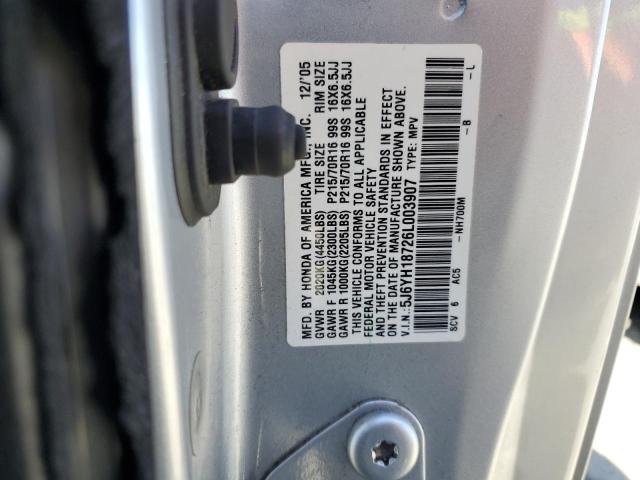 MFD. BY HONDA OF AMERICA MFG., INC. 12/'05
GVWR 2020KG(4450LBS) TIRE SIZE RIM SIZE
GAWR F 1045KG(2300LBS) P215/70R16 99S 16X6.5JJ
GAWR R 1000KG(2205LBS) P215/70R16 99S 16X6.5JJ
THIS VEHICLE CONFORMS TO ALL APPLICABLE
FEDERAL MOTOR VEHICLE SAFETY
AND THEFT PREVENTION STANDARDS IN EFFECT
ON THE DATE OF MANUFACTURE SHOWN ABOVE.
V.I.N.: 5J6YH18726L003907 TYPE: MPV
SCV 6 AC5 -NH700M -B -L